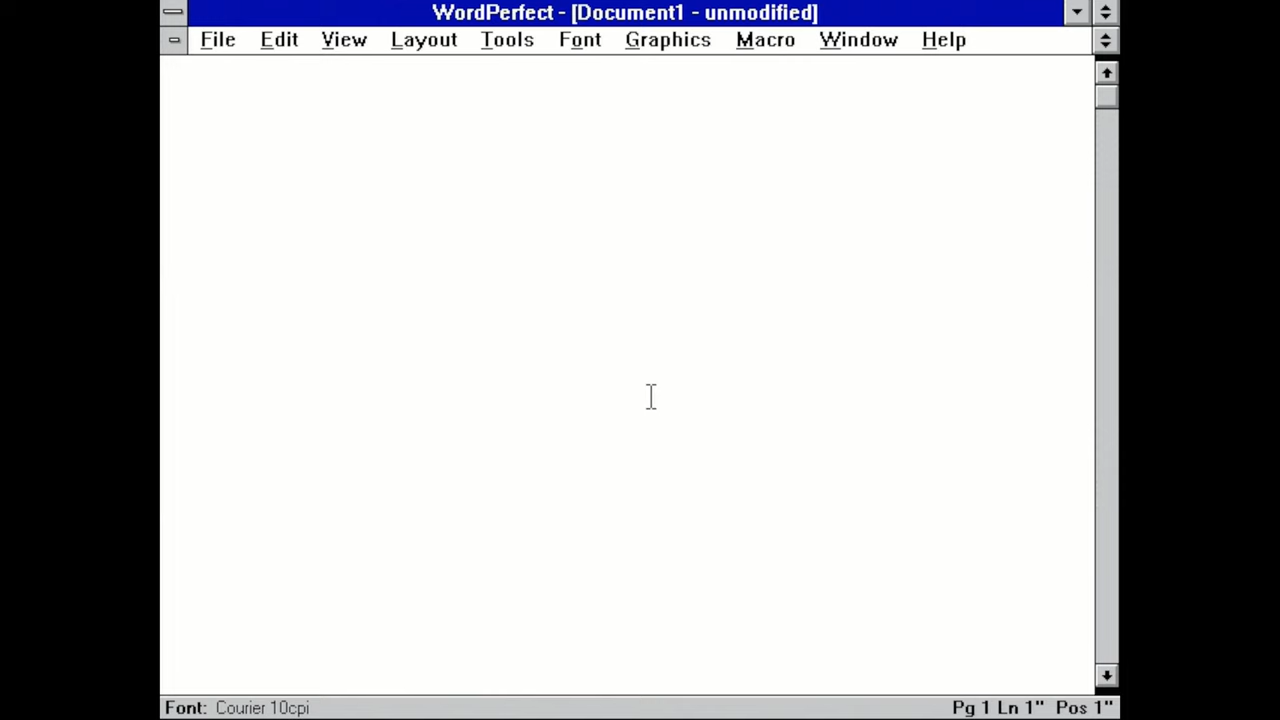 WordPerfect - [Document1 - unmodified]
File Edit View Layout Tools Font Graphics Macro Window Help
Font: Courier 10cpi Pg 1 Ln 1" Pos 1"